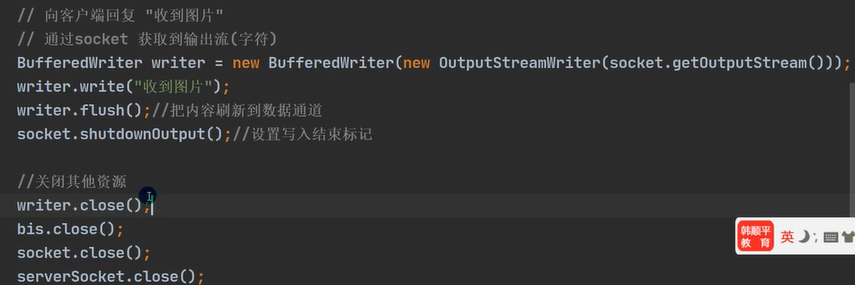 // 向客户端回复 "收到图片"
// 通过socket 获取到输出流(字符)
BufferedWriter writer = new BufferedWriter(new OutputStreamWriter(socket.getOutputStream()));
writer.write("收到图片");
writer.flush();//把内容刷新到数据通道
socket.shutdownOutput();//设置写入结束标记
//关闭其他资源
writer.close();
bis.close();
socket.close();
serverSocket.close();
韩顺平
教育
英